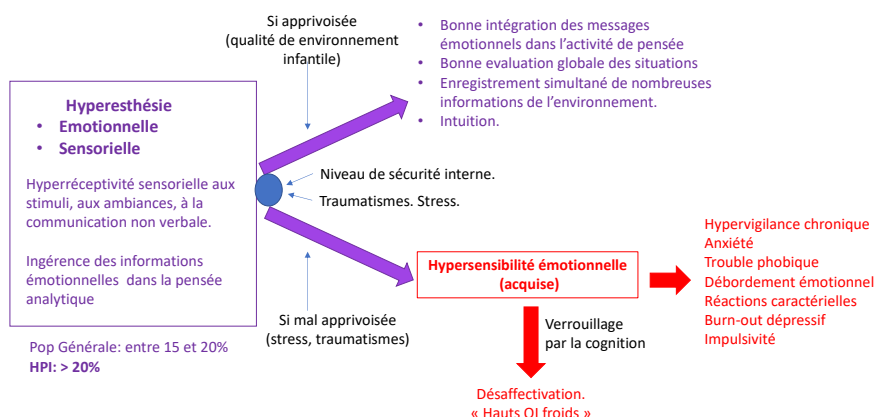 Si apprivoisée
(qualité de environnement
infantile)
• Bonne intégration des messages
émotionnels dans l'activité de pensée
• Bonne evaluation globale des situations
• Enregistrement simultané de nombreuses
informations de l'environnement.
• Intuition.
Hyperesthésie
• Emotionnelle
• Sensorielle
Hyperréceptivité sensorielle aux
stimuli, aux ambiances, à la
communication non verbale.
Ingérence des informations
émotionnelles dans la pensée
analytique
Niveau de sécurité interne.
Traumatismes. Stress.
Hypersensibilité émotionnelle
(acquise)
Hypervigilance chronique
Anxiété
Trouble phobique
Débordement émotionnel
Réactions caractérielles
Burn-out dépressif
Impulsivité
Si mal apprivoisée
(stress, traumatismes)
Verrouillage
par la cognition
Pop Générale: entre 15 et 20%
HPI: > 20%
Désaffectivation.
« Hauts QI froids »